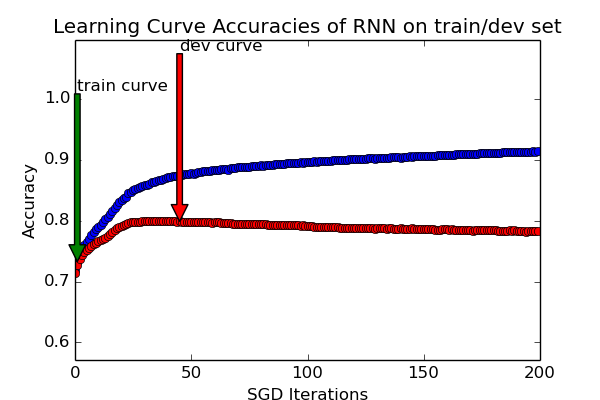 Learning Curve Accuracies of RNN on train/dev set
dev curve
train curve
1.0
0.9
0.8
0.7
0.6
Accuracy
0 50 100 150 200
SGD Iterations